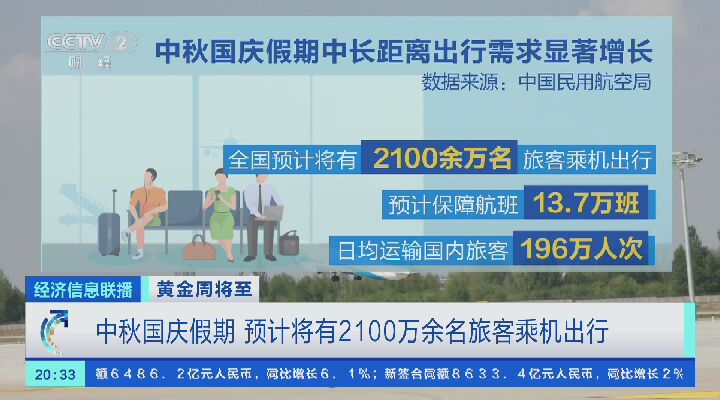 CCTV 2
财经
中秋国庆假期中长距离出行需求显著增长
数据来源：中国民用航空局
全国预计将有 2100余万名 旅客乘机出行
预计保障航班 13.7万班
日均运输国内旅客 196万人次
经济信息联播 黄金周将至
中秋国庆假期 预计将有2100万余名旅客乘机出行
20:33 额6486.2亿元人民币，同比增长6.1%；新签合同额8633.4亿元人民币，同比增长2%